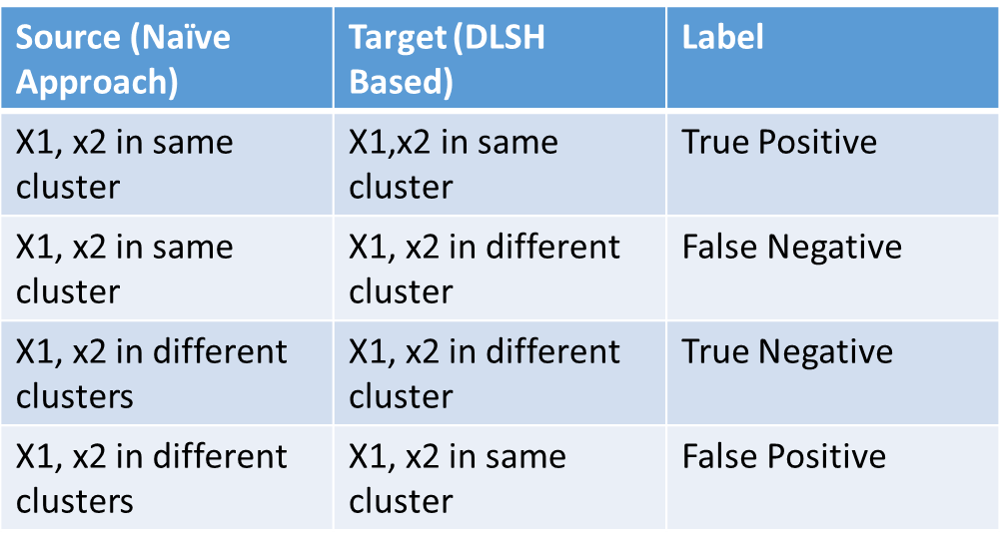 Source (Naïve
Approach)
Target (DLSH
Based)
Label
X1, x2 in same
cluster
X1,x2 in same
cluster
True Positive
X1, x2 in same
cluster
X1, x2 in different
cluster
False Negative
X1, x2 in different
clusters
X1, x2 in different
cluster
True Negative
X1, x2 in different
clusters
X1, x2 in same
cluster
False Positive